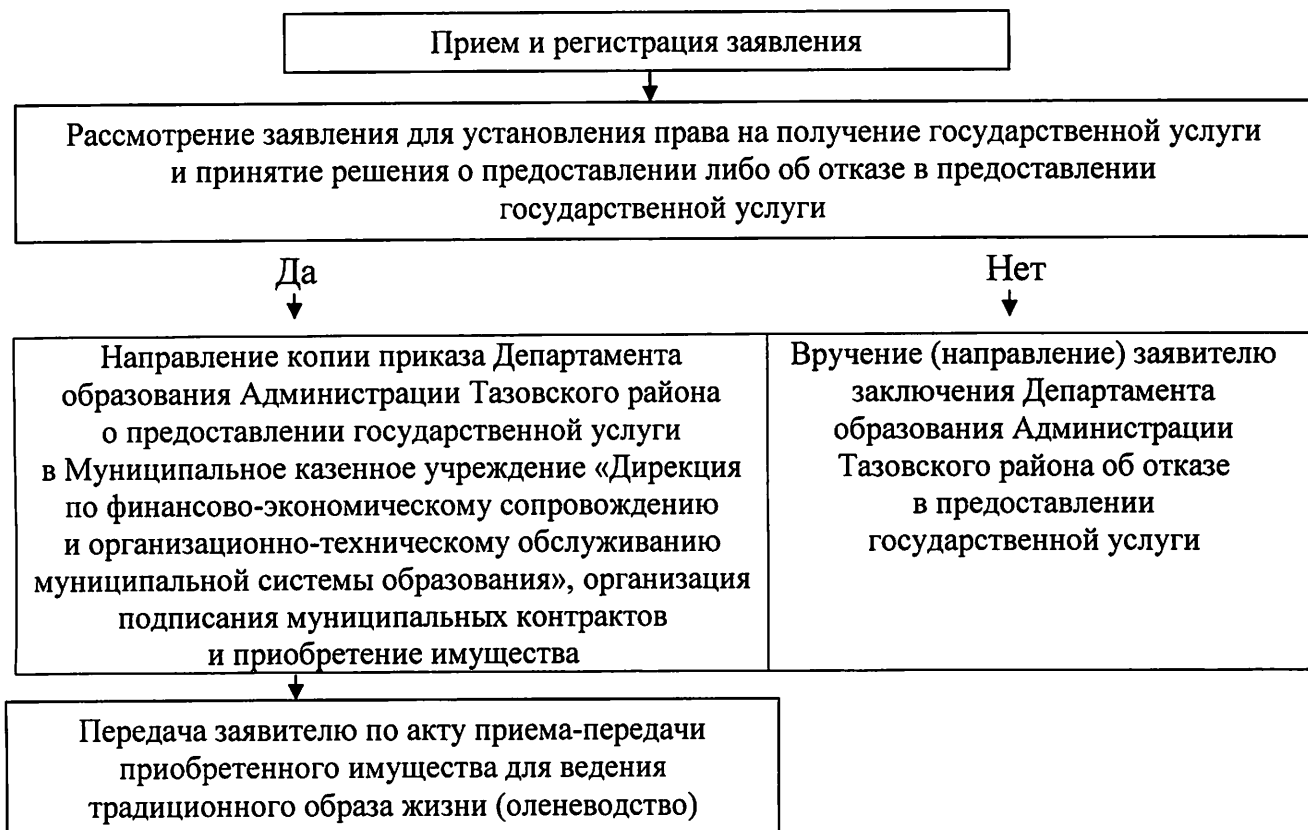 Прием и регистрация заявления
Рассмотрение заявления для установления права на получение государственной услуги
и принятие решения о предоставлении либо об отказе в предоставлении
государственной услуги
Да
Нет
Направление копии приказа Департамента
образования Администрации Тазовского района
о предоставлении государственной услуги
в Муниципальное казенное учреждение «Дирекция
по финансово-экономическому сопровождению
и организационно-техническому обслуживанию
муниципальной системы образования», организация
подписания муниципальных контрактов
и приобретение имущества
Вручение (направление) заявителю
заключения Департамента
образования Администрации
Тазовского района об отказе
в предоставлении
государственной услуги
Передача заявителю по акту приема-передачи
приобретенного имущества для ведения
традиционного образа жизни (оленеводство)